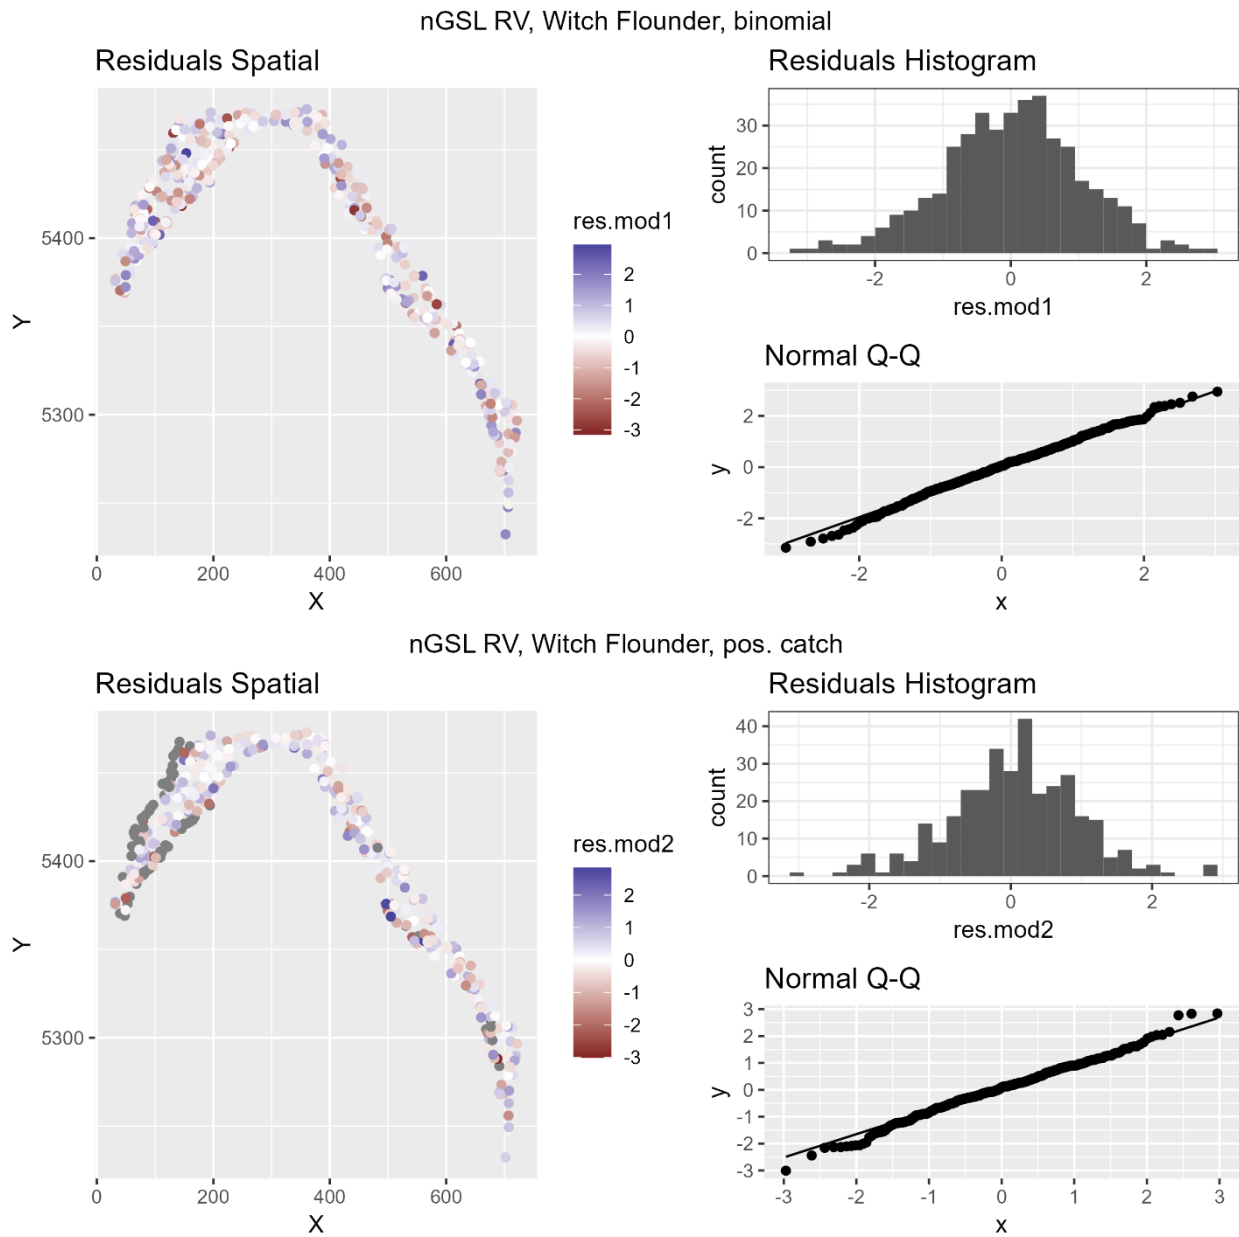 nGSL RV, Witch Flounder, binomial
Residuals Spatial
Y
5400
5300
0 200 400 600
X
res.mod1
2
1
0
-1
-2
-3
Residuals Histogram
count
30
20
10
0
-2 0 2
res.mod1
Normal Q-Q
y
2
0
-2
-2 0 2
x
nGSL RV, Witch Flounder, pos. catch
Residuals Spatial
Y
5400
5300
0 200 400 600
X
res.mod2
2
1
0
-1
-2
-3
Residuals Histogram
count
40
30
20
10
0
-2 0 2
res.mod2
Normal Q-Q
y
3
2
1
0
-1
-2
-3
-3 -2 -1 0 1 2 3
x